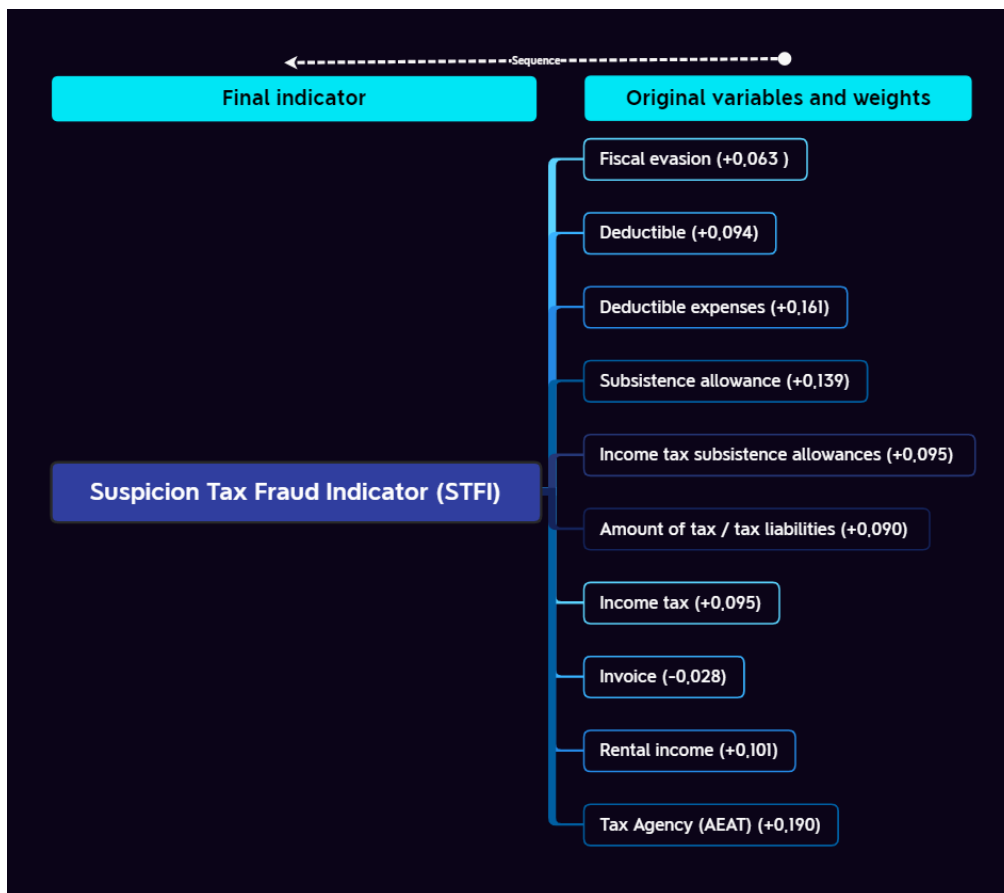 Sequence
Final indicator
Original variables and weights
Fiscal evasion (+0,063 )
Deductible (+0,094)
Deductible expenses (+0,161)
Subsistence allowance (+0,139)
Income tax subsistence allowances (+0,095)
Suspicion Tax Fraud Indicator (STFI)
Amount of tax / tax liabilities (+0,090)
Income tax (+0,095)
Invoice (-0,028)
Rental income (+0,101)
Tax Agency (AEAT) (+0,190)